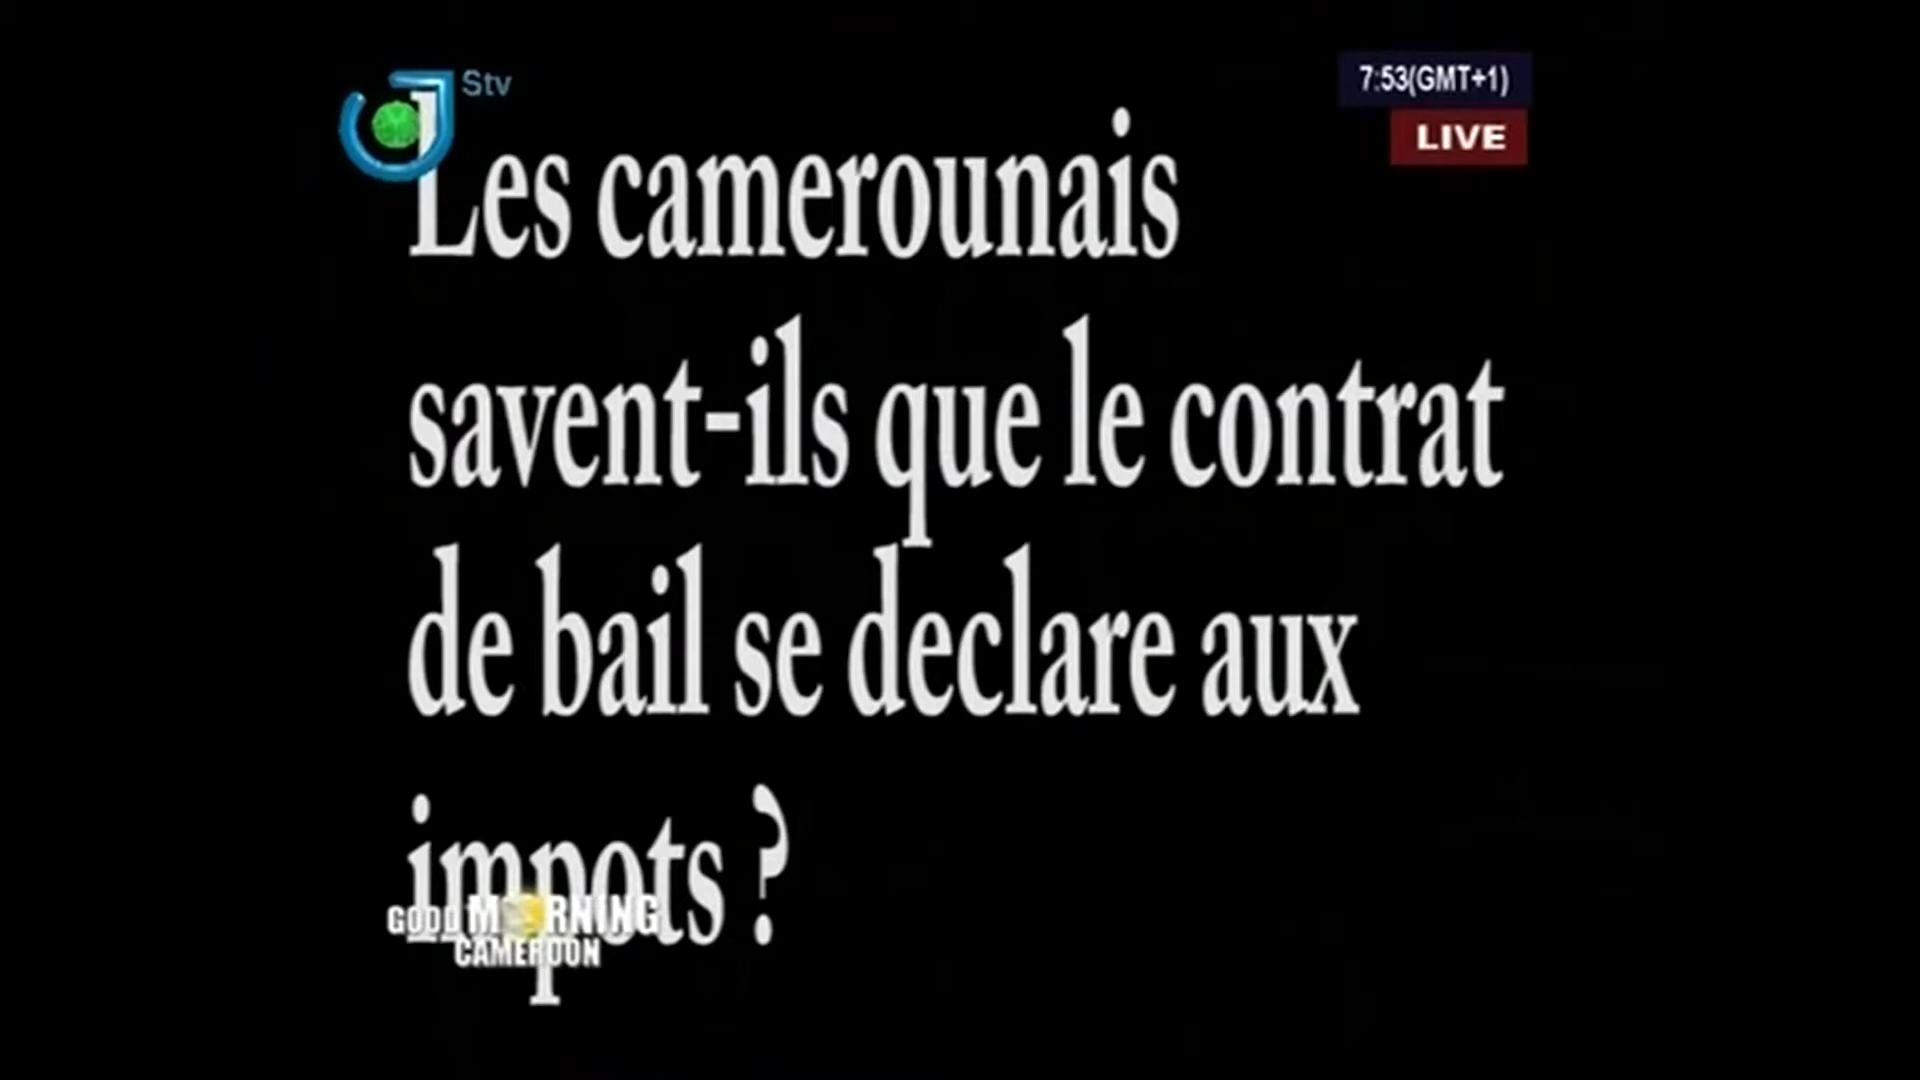 Stv
7:53(GMT+1)
LIVE
Les camerounais
savent-ils que le contrat
de bail se declare aux
impots ?
GOOD MORNING
CAMEROON